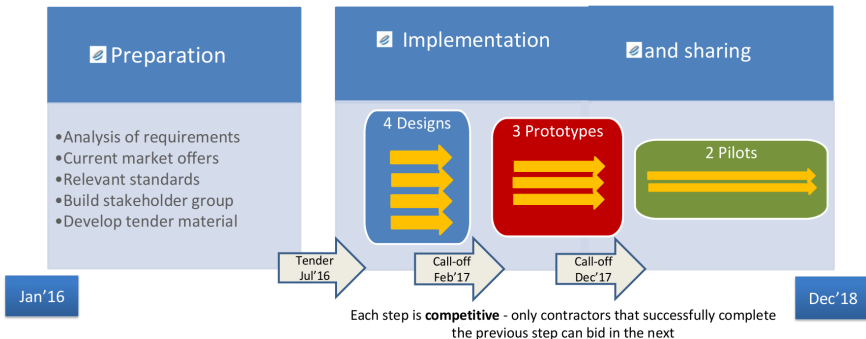 Preparation
Implementation
and sharing
•Analysis of requirements
•Current market offers
•Relevant standards
•Build stakeholder group
•Develop tender material
4 Designs
3 Prototypes
2 Pilots
Tender
Jul’16
Call-off
Feb’17
Call-off
Dec’17
Jan’16
Dec’18
Each step is competitive - only contractors that successfully complete
the previous step can bid in the next